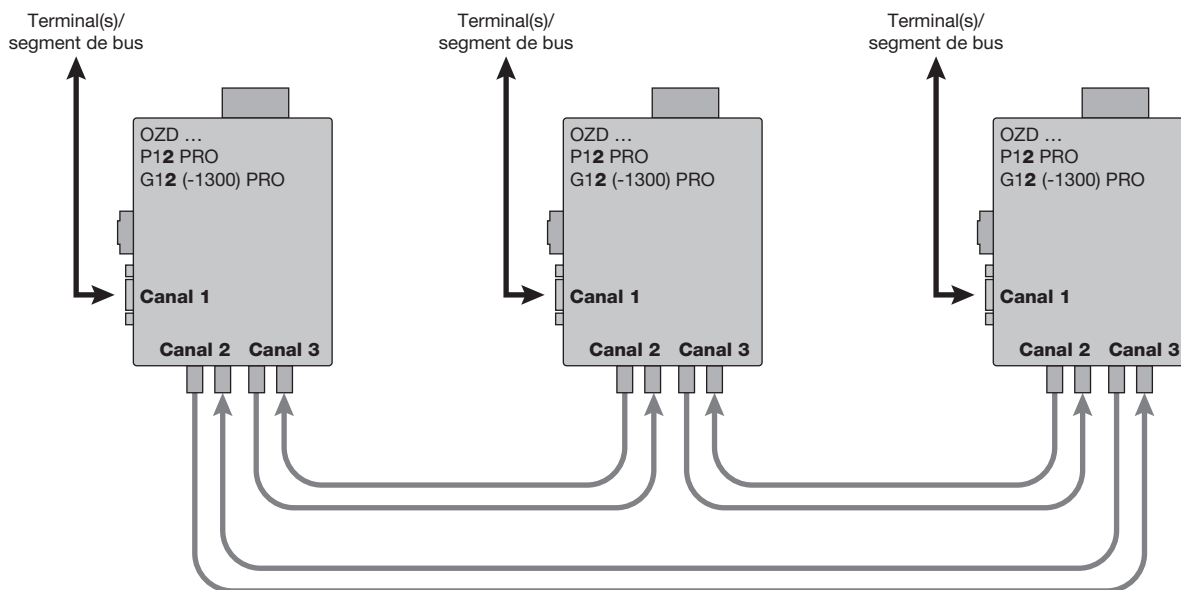 Terminal(s)/
segment de bus
Terminal(s)/
segment de bus
Terminal(s)/
segment de bus
OZD ...
P12 PRO
G12 (-1300) PRO
Canal 1
Canal 2 Canal 3
OZD ...
P12 PRO
G12 (-1300) PRO
Canal 1
Canal 2 Canal 3
OZD ...
P12 PRO
G12 (-1300) PRO
Canal 1
Canal 2 Canal 3